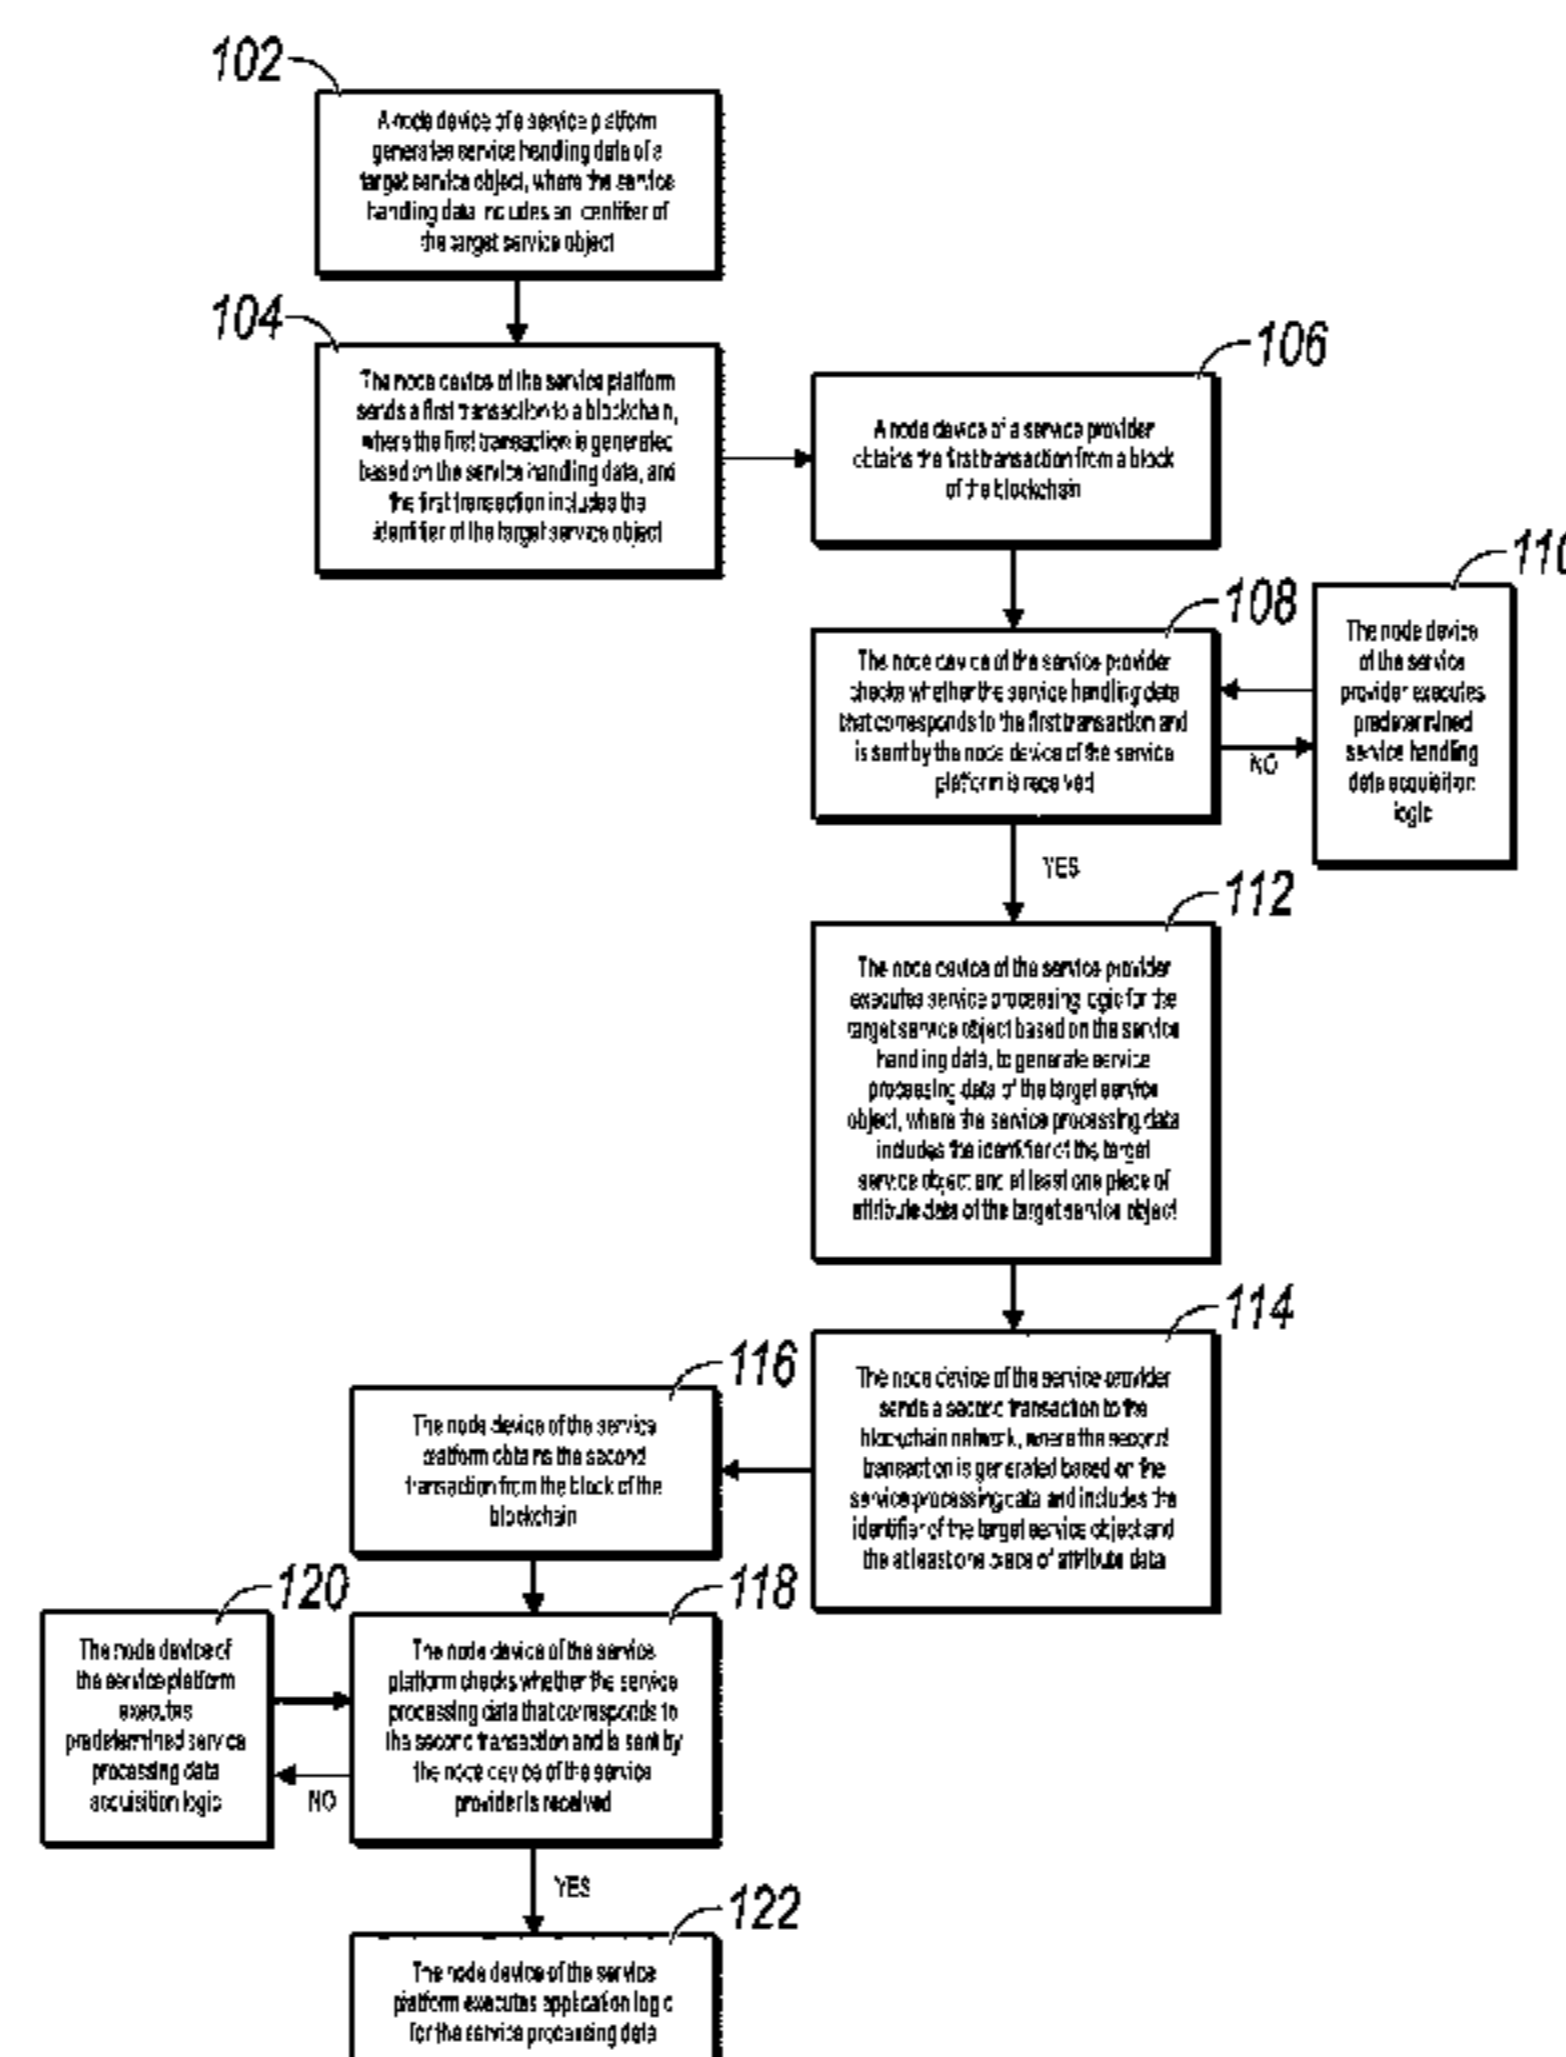 102
A node device of a service platform
generates service handling data of a
target service object, where the service
handling data includes an identifier of
the target service object
104
The node device of the service platform
sends a first transaction to a blockchain,
where the first transaction is generated
based on the service handling data, and
the first transaction includes the
identifier of the target service object
106
A node device of a service provider
obtains the first transaction from a block
of the blockchain
108
The node device of the service provider
checks whether the service handling data
that corresponds to the first transaction and
is sent by the node device of the service
platform is received
NO
110
The node device
of the service
provider executes
predetermined
service handling
data acquisition
logic
YES
112
The node device of the service provider
executes service processing logic for the
target service object based on the service
handling data, to generate service
processing data of the target service
object, where the service processing data
includes the identifier of the target
service object and at least one piece of
attribute data of the target service object
114
The node device of the service provider
sends a second transaction to the
blockchain network, where the second
transaction is generated based on the
service processing data and includes the
identifier of the target service object and
the at least one piece of attribute data
116
The node device of the service
platform obtains the second
transaction from the block of the
blockchain
118
The node device of the service
platform checks whether the service
processing data that corresponds to
the second transaction and is sent by
the node device of the service
provider is received
120
The node device of
the service platform
executes
predetermined service
processing data
acquisition logic
NO
YES
122
The node device of the service
platform executes application logic
for the service processing data